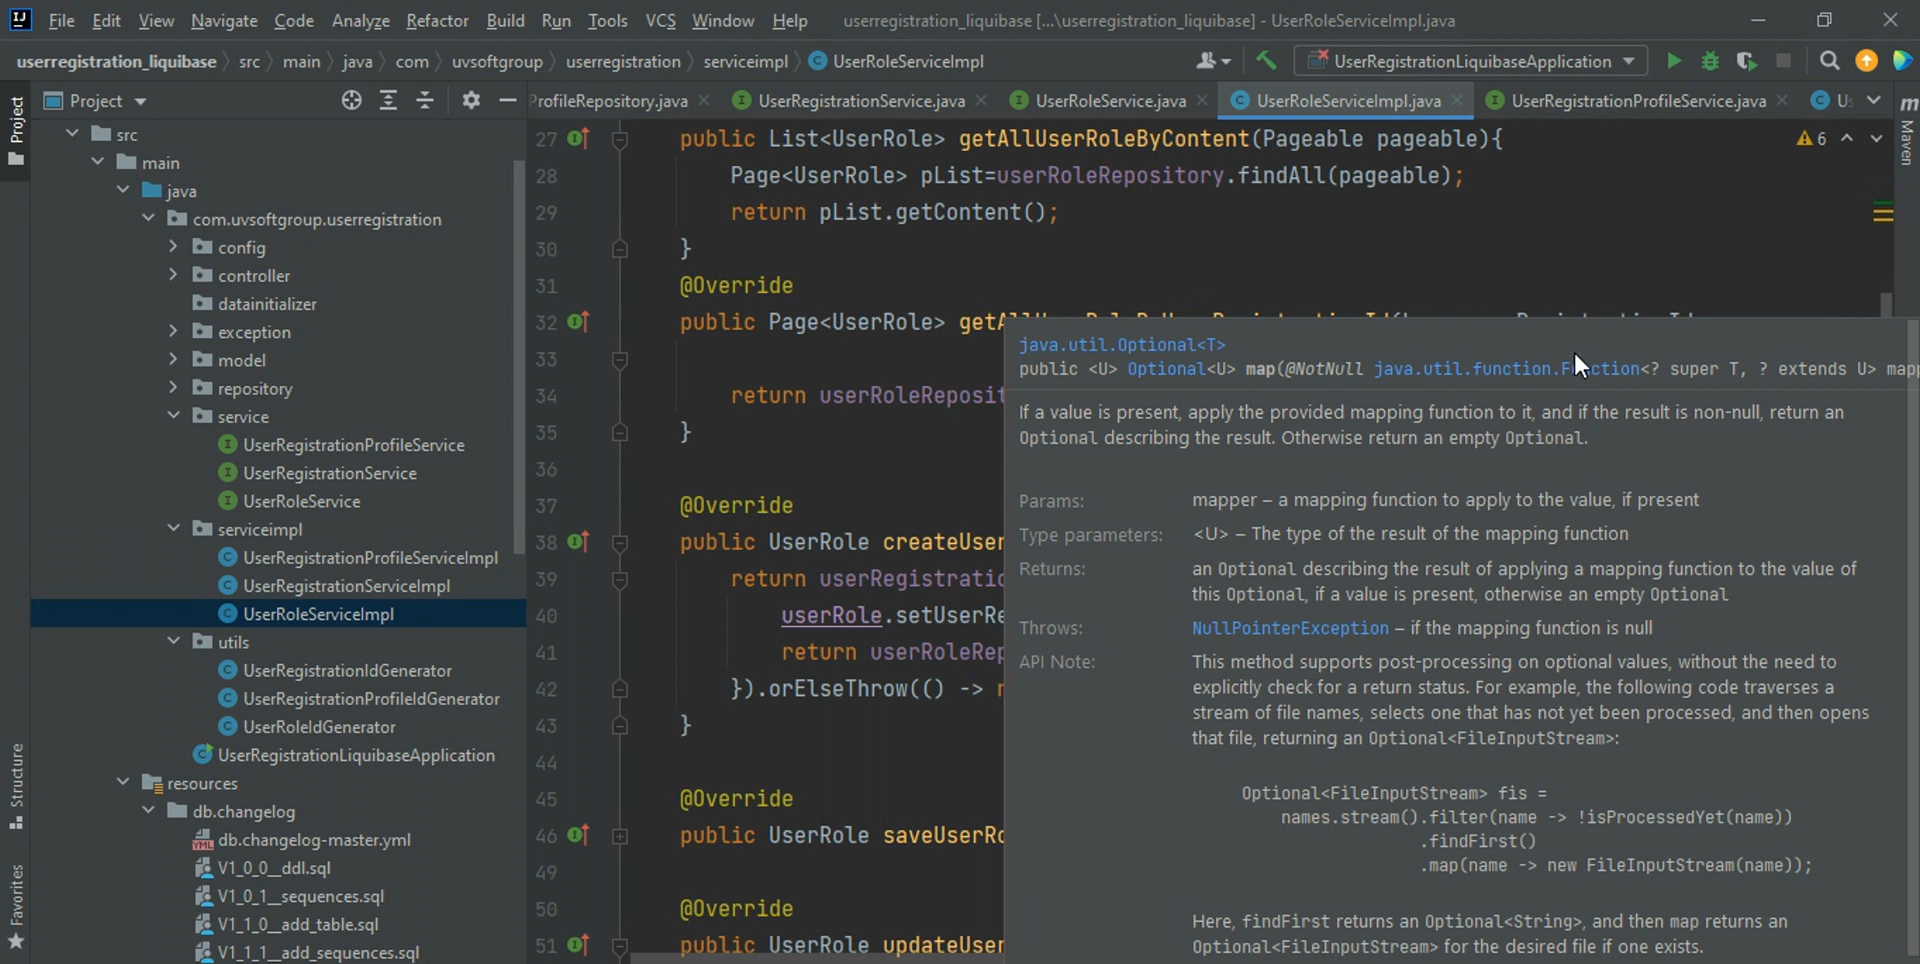 IJ File Edit View Navigate Code Analyze Refactor Build Run Tools VCS Window Help userregistration_liquibase [...\userregistration_liquibase] - UserRoleServiceImpl.java
userregistration_liquibase src main java com uvsoftgroup userregistration serviceimpl C UserRoleServiceImpl UserRegistrationLiquibaseApplication
Project
Project
rofileRepository.java I UserRegistrationService.java I UserRoleService.java C UserRoleServiceImpl.java I UserRegistrationProfileService.java C
m Maven
src
main
java
com.uvsoftgroup.userregistration
config
controller
datainitializer
exception
model
repository
service
I UserRegistrationProfileService
I UserRegistrationService
I UserRoleService
serviceimpl
C UserRegistrationProfileServiceImpl
C UserRegistrationServiceImpl
C UserRoleServiceImpl
utils
C UserRegistrationIdGenerator
C UserRegistrationProfileIdGenerator
C UserRoleIdGenerator
C UserRegistrationLiquibaseApplication
resources
db.changelog
YML db.changelog-master.yml
V1_0_0__ddl.sql
V1_0_1__sequences.sql
V1_1_0__add_table.sql
V1_1_1__add_sequences.sql
Structure
Favorites
27 public List<UserRole> getAllUserRoleByContent(Pageable pageable){
6
28 Page<UserRole> pList=userRoleRepository.findAll(pageable);
29 return pList.getContent();
30 }
31 @Override
32 public Page<UserRole>
33
34 return userRoleReposit
35 }
36
37 @Override
38 public UserRole createUser
39 return userRegistratio
40 userRole.setUserRe
41 return userRoleRep
42 }).orElseThrow(() ->
43 }
44
45 @Override
46 public UserRole saveUserRo
49
50 @Override
51 public UserRole updateUser
java.util.Optional<T>
public <U> Optional<U> map(@NotNull java.util.function.Function<? super T, ? extends U> mapp
If a value is present, apply the provided mapping function to it, and if the result is non-null, return an
Optional describing the result. Otherwise return an empty Optional.
Params: mapper – a mapping function to apply to the value, if present
Type parameters: <U> – The type of the result of the mapping function
Returns: an Optional describing the result of applying a mapping function to the value of
this Optional, if a value is present, otherwise an empty Optional
Throws: NullPointerException – if the mapping function is null
API Note: This method supports post-processing on optional values, without the need to
explicitly check for a return status. For example, the following code traverses a
stream of file names, selects one that has not yet been processed, and then opens
that file, returning an Optional<FileInputStream>:
Optional<FileInputStream> fis =
names.stream().filter(name -> !isProcessedYet(name))
.findFirst()
.map(name -> new FileInputStream(name));
Here, findFirst returns an Optional<String>, and then map returns an
Optional<FileInputStream> for the desired file if one exists.